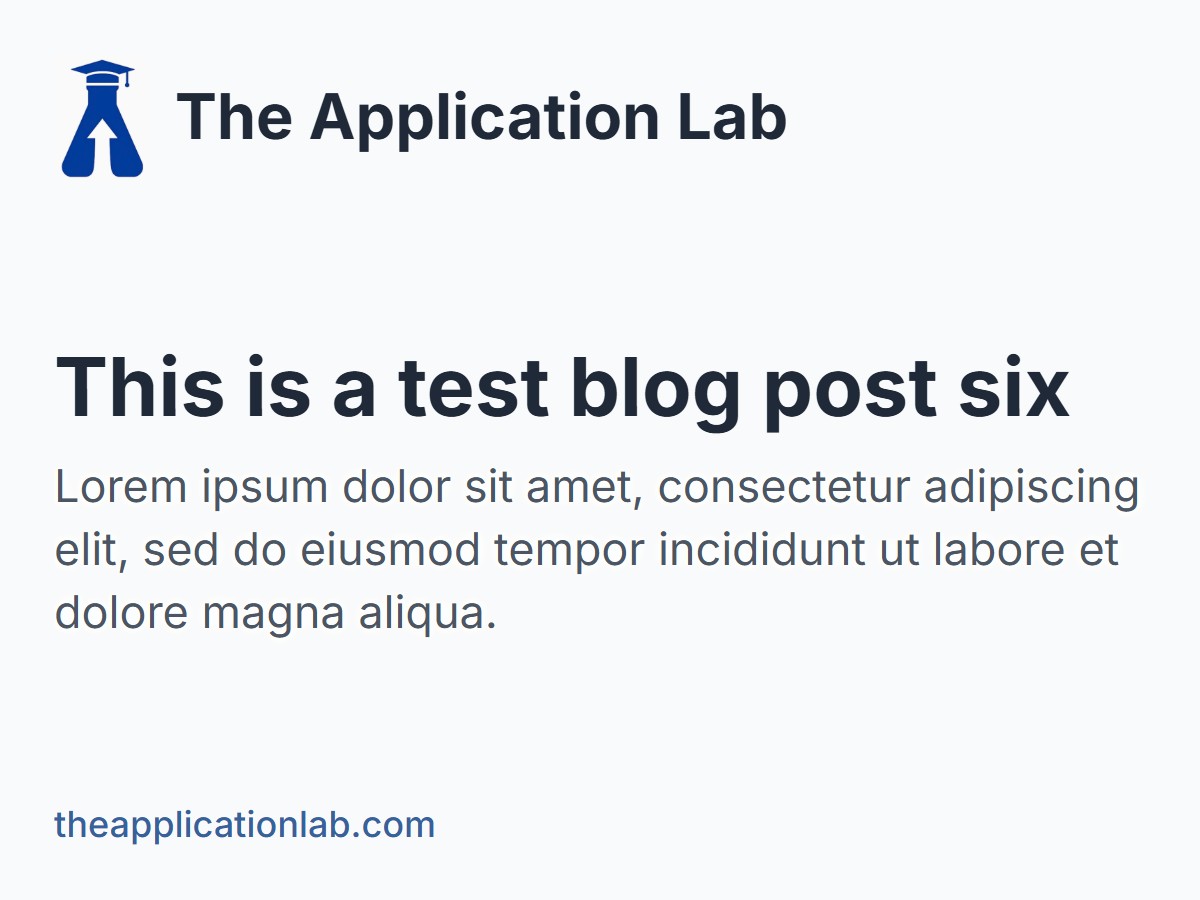 The Application Lab
This is a test blog post six
Lorem ipsum dolor sit amet, consectetur adipiscing
elit, sed do eiusmod tempor incididunt ut labore et
dolore magna aliqua.
theapplicationlab.com